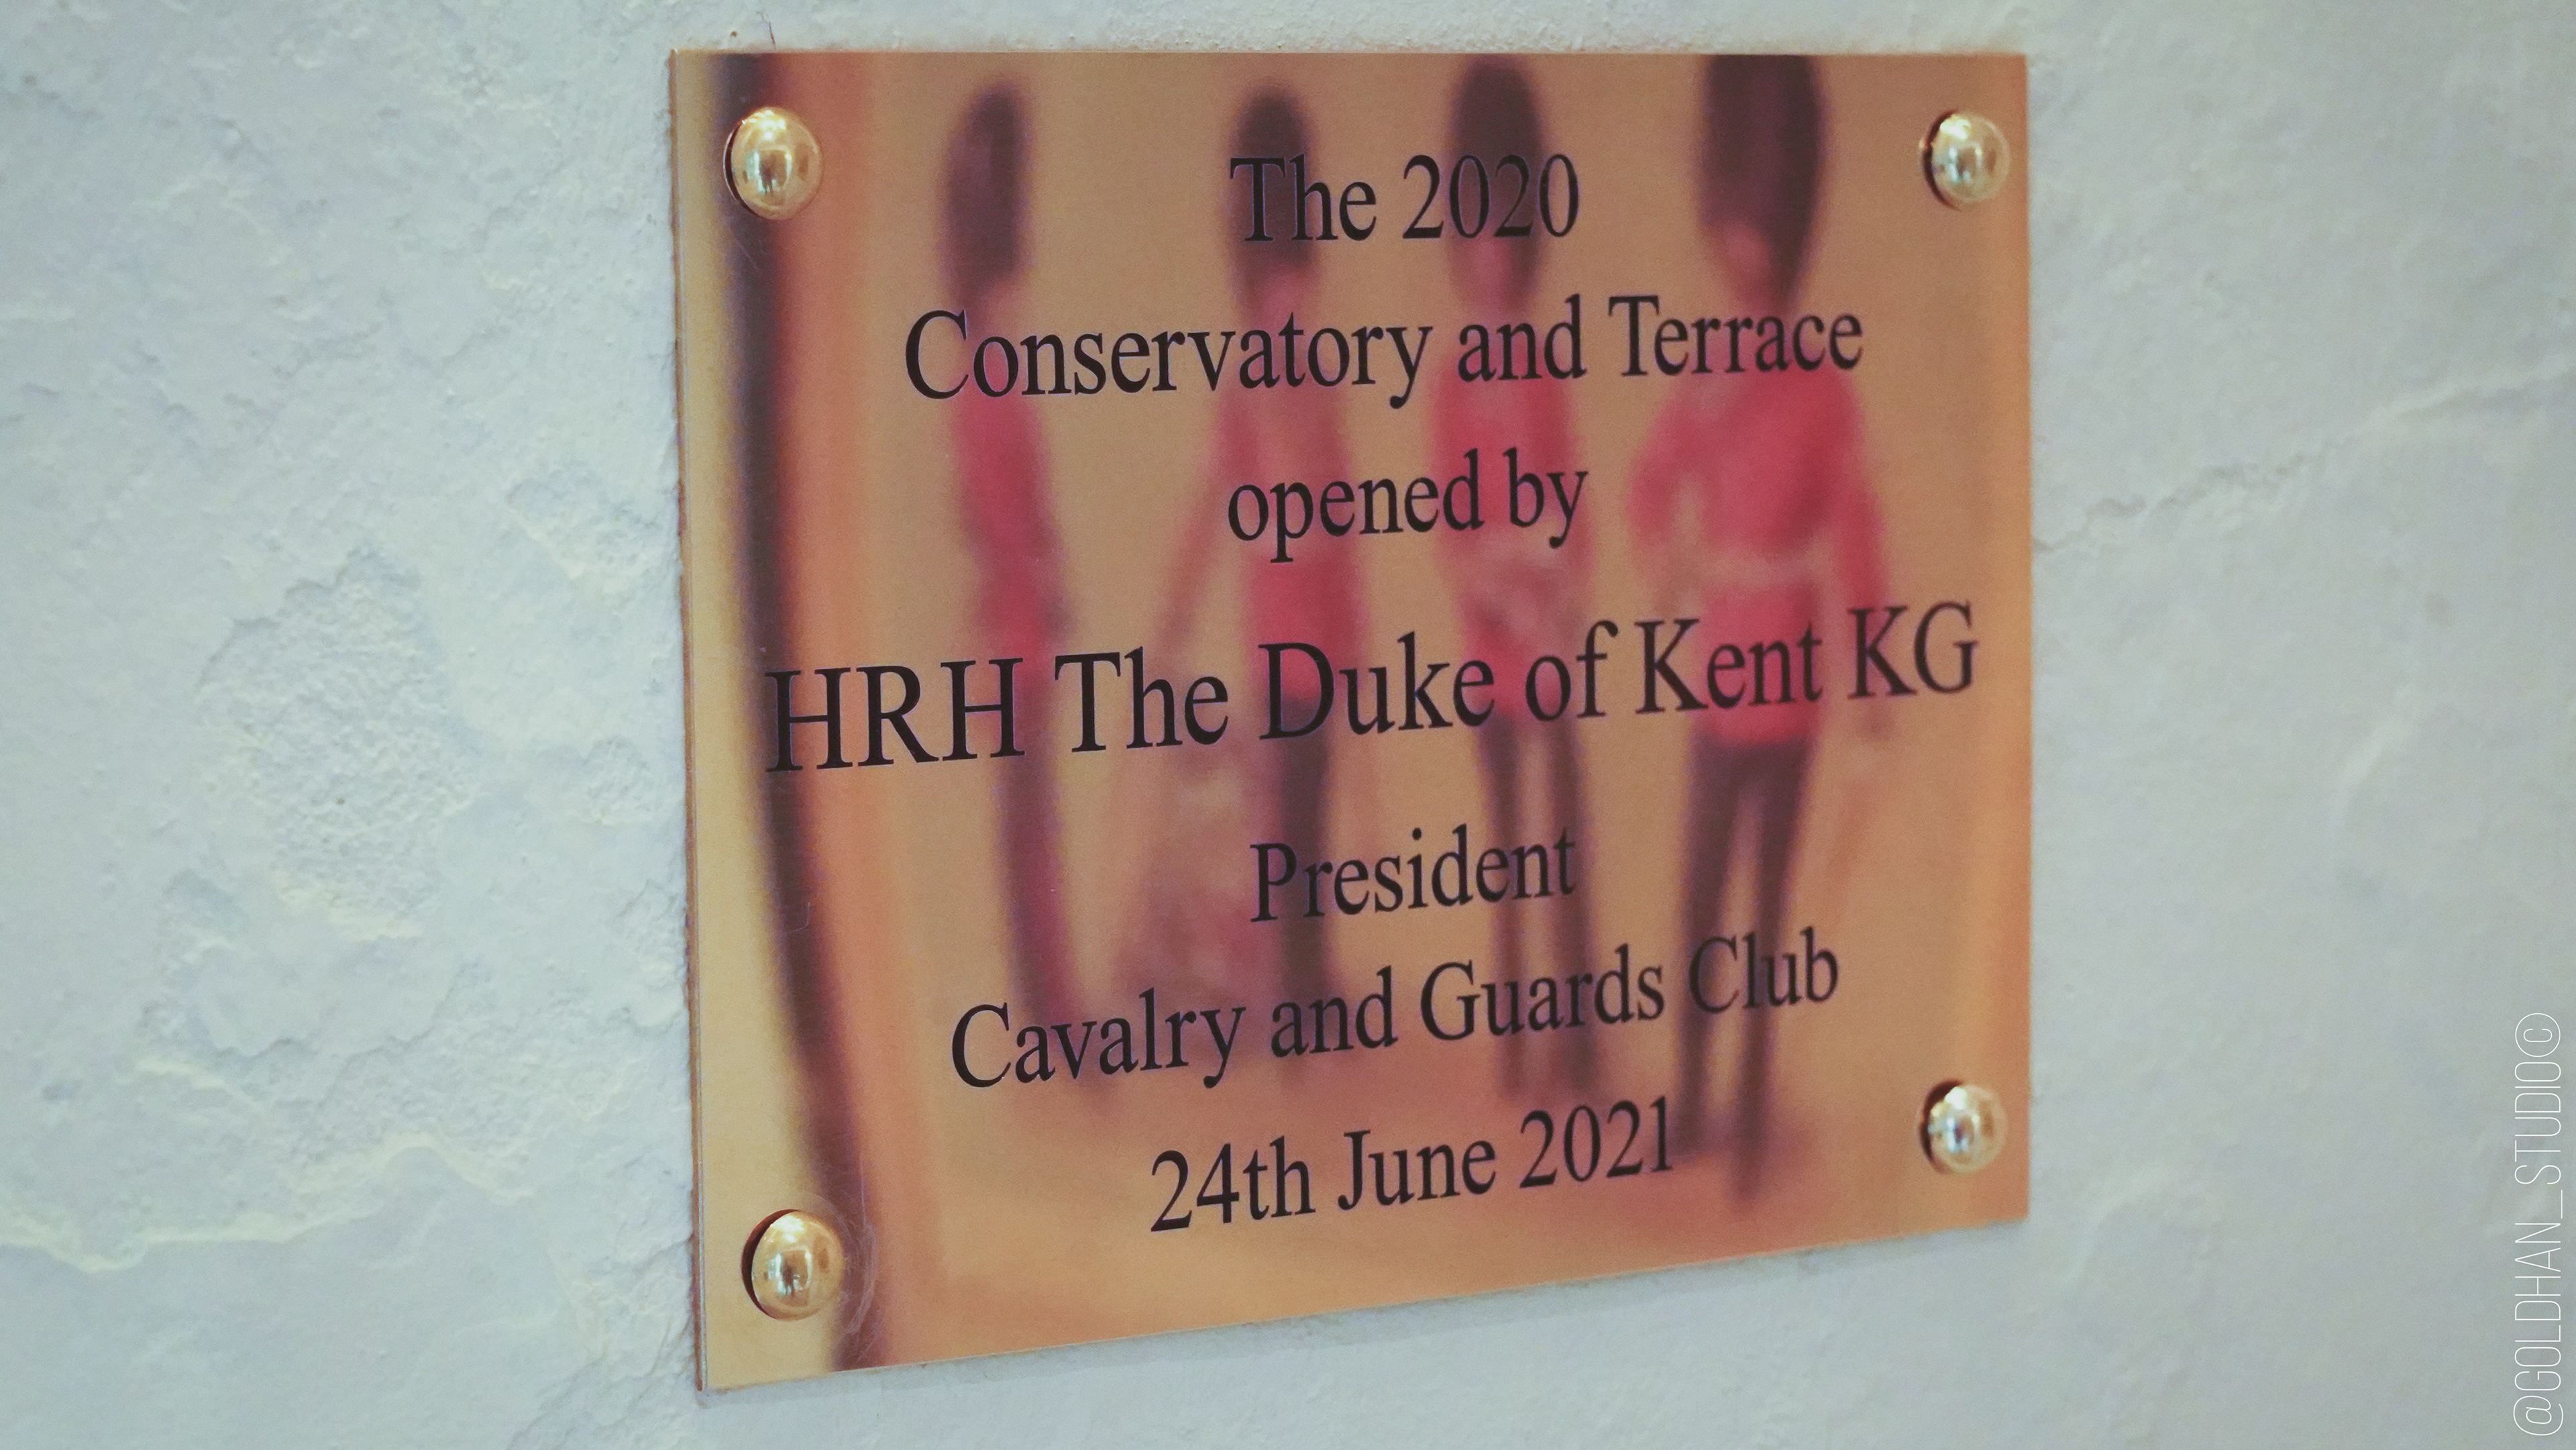 The 2020
Conservatory and Terrace
opened by
HRH The Duke of Kent KG
President
Cavalry and Guards Club
24th June 2021
@GOLDHAN_STUDIO©